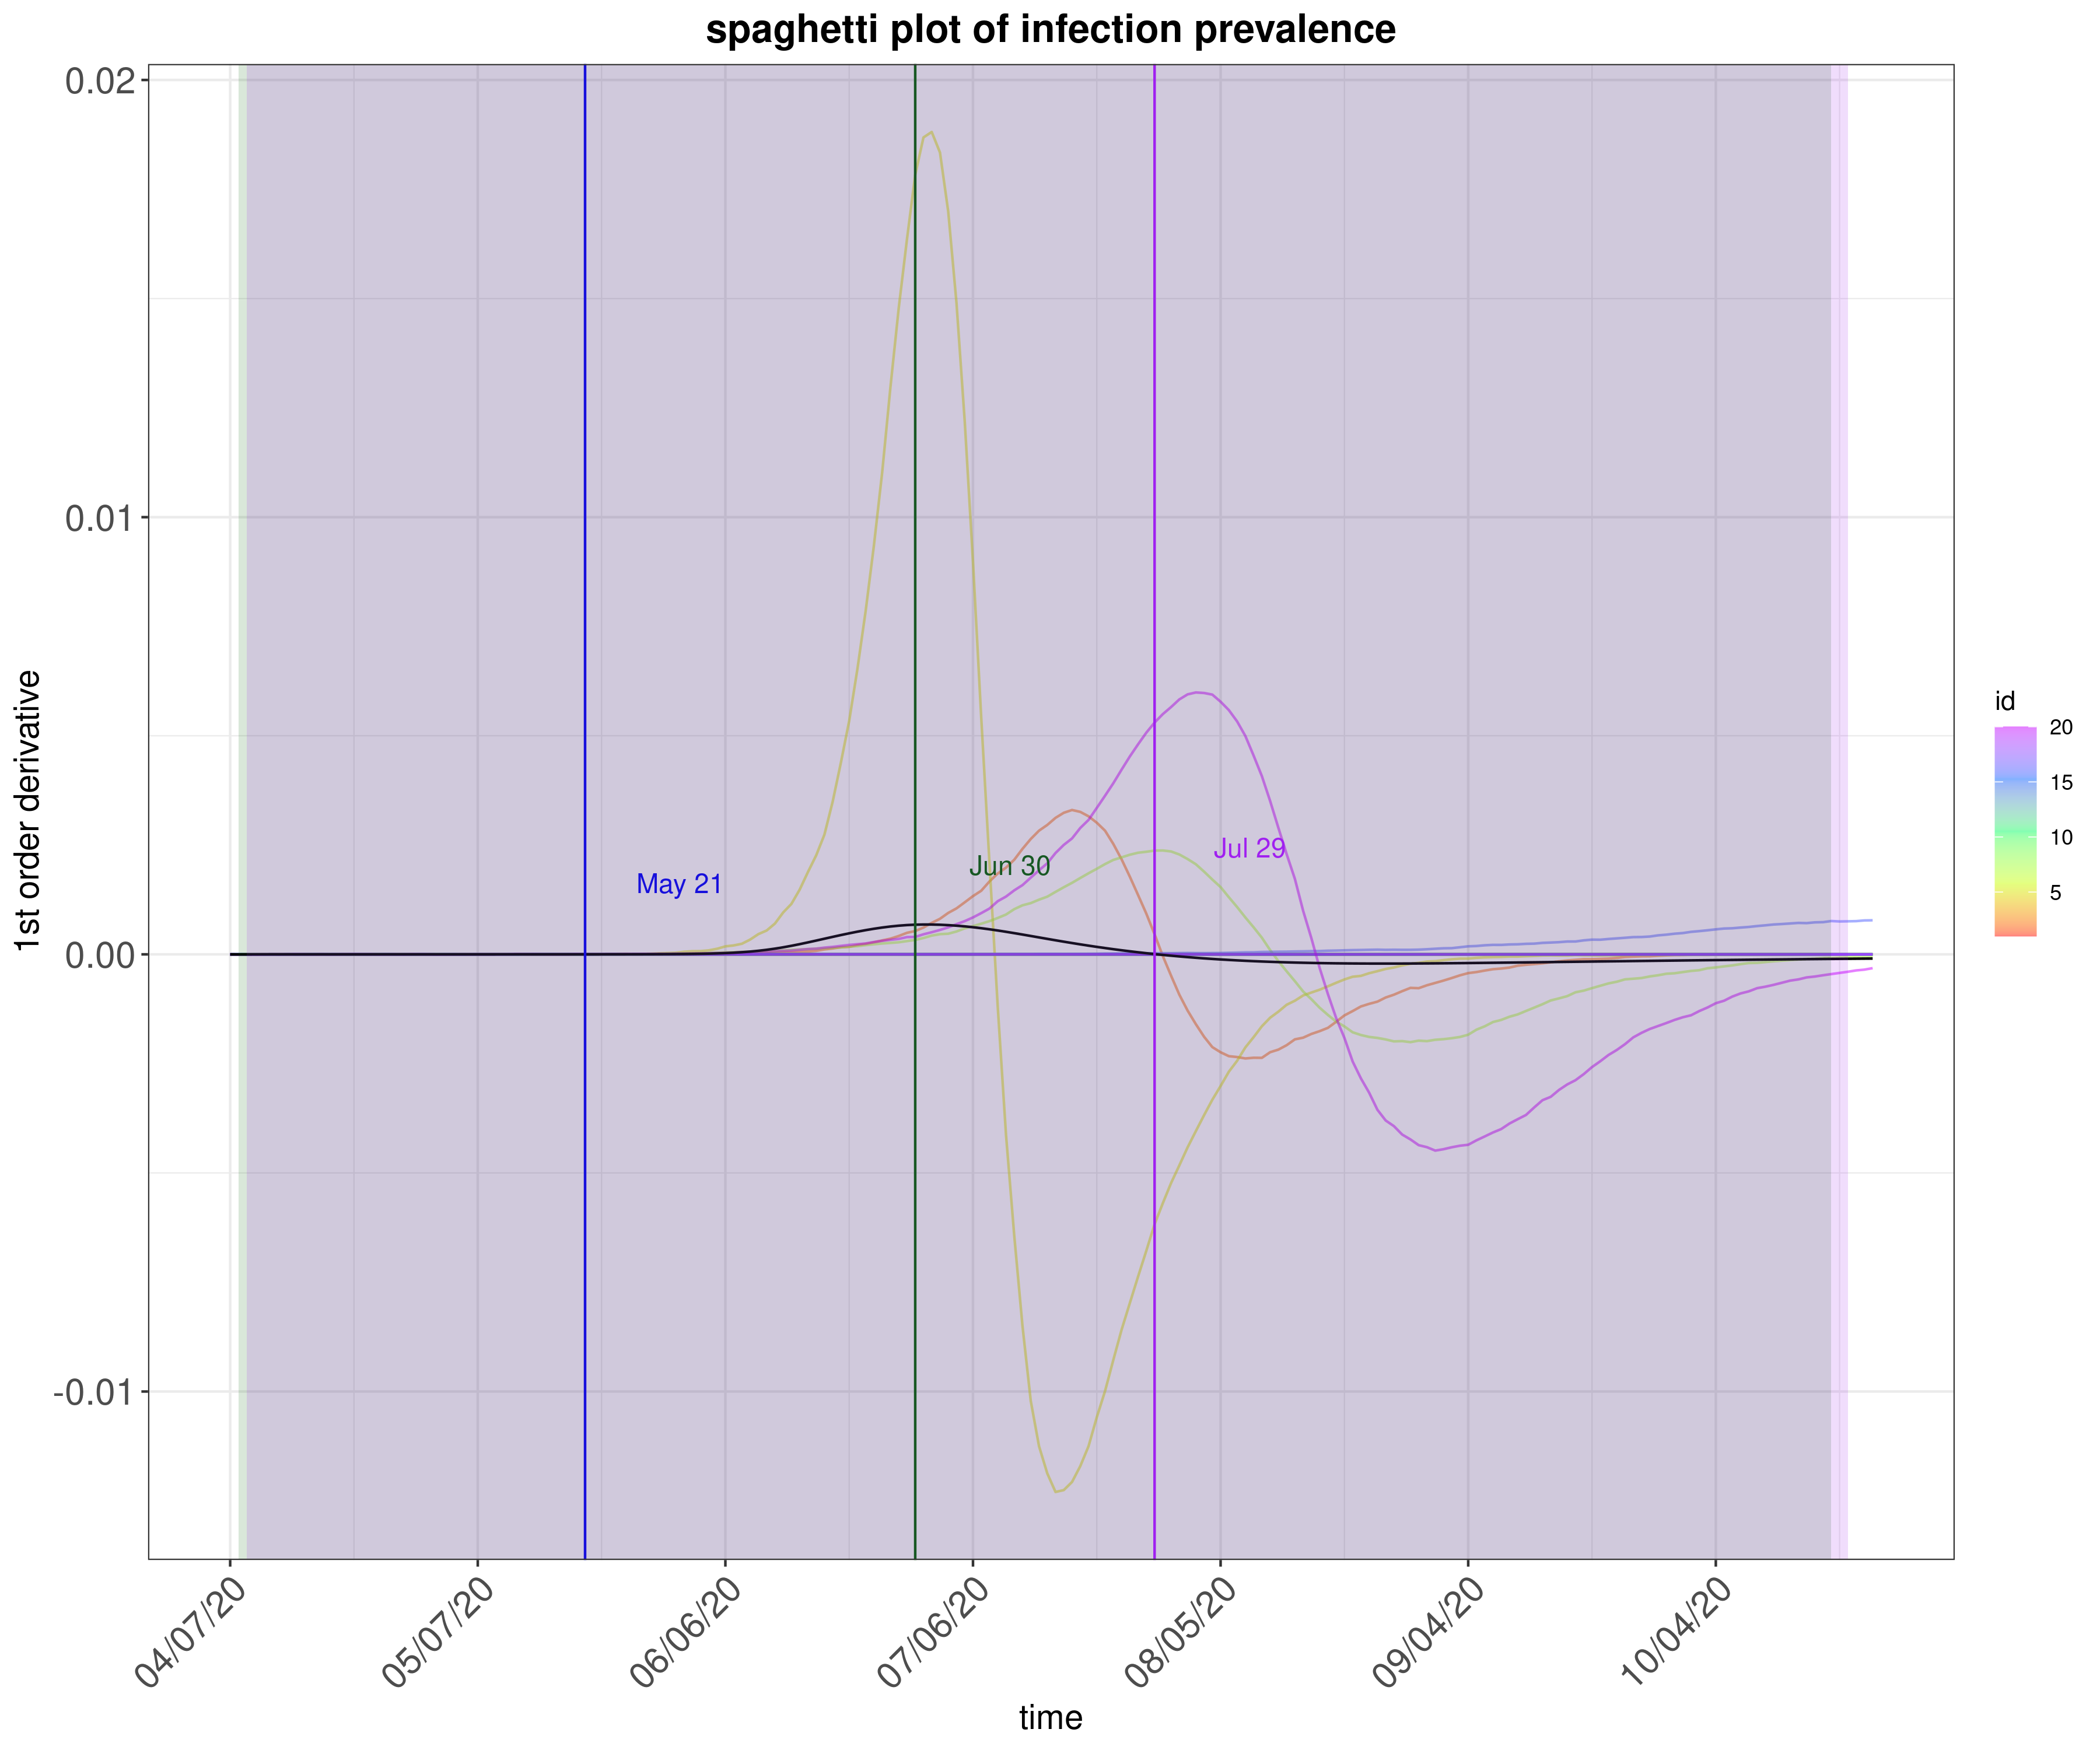 spaghetti plot of infection prevalence
1st order derivative
0.02
0.01
0.00
-0.01
May 21
Jun 30
Jul 29
04/07/20
05/07/20
06/06/20
07/06/20
08/05/20
09/04/20
10/04/20
time
id
20
15
10
5